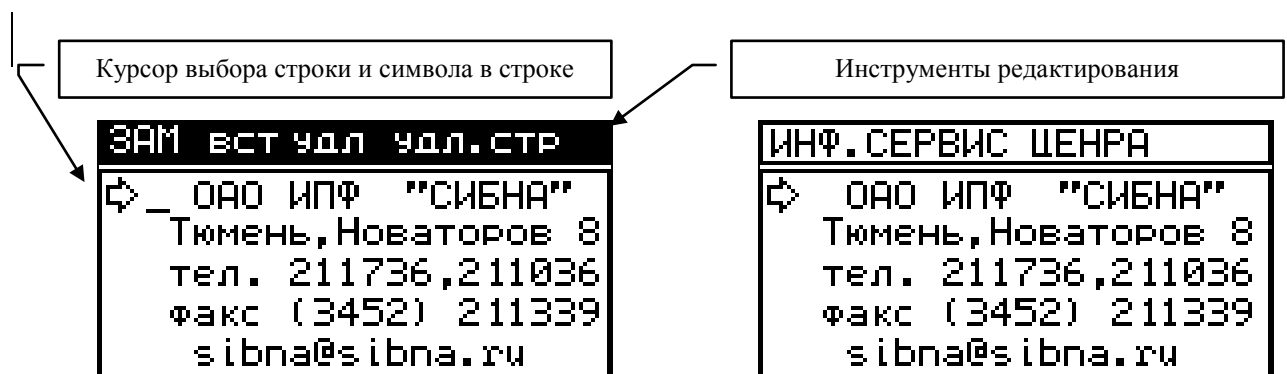 Курсор выбора строки и символа в строке
Инструменты редактирования
ЗАМ вст удл удл.стр
_ ОАО ИПФ "СИБНА"
Тюмень,Новаторов 8
тел. 211736,211036
факс (3452) 211339
sibna@sibna.ru
ИНФ.СЕРВИС ЦЕНРА
ОАО ИПФ "СИБНА"
Тюмень,Новаторов 8
тел. 211736,211036
факс (3452) 211339
sibna@sibna.ru